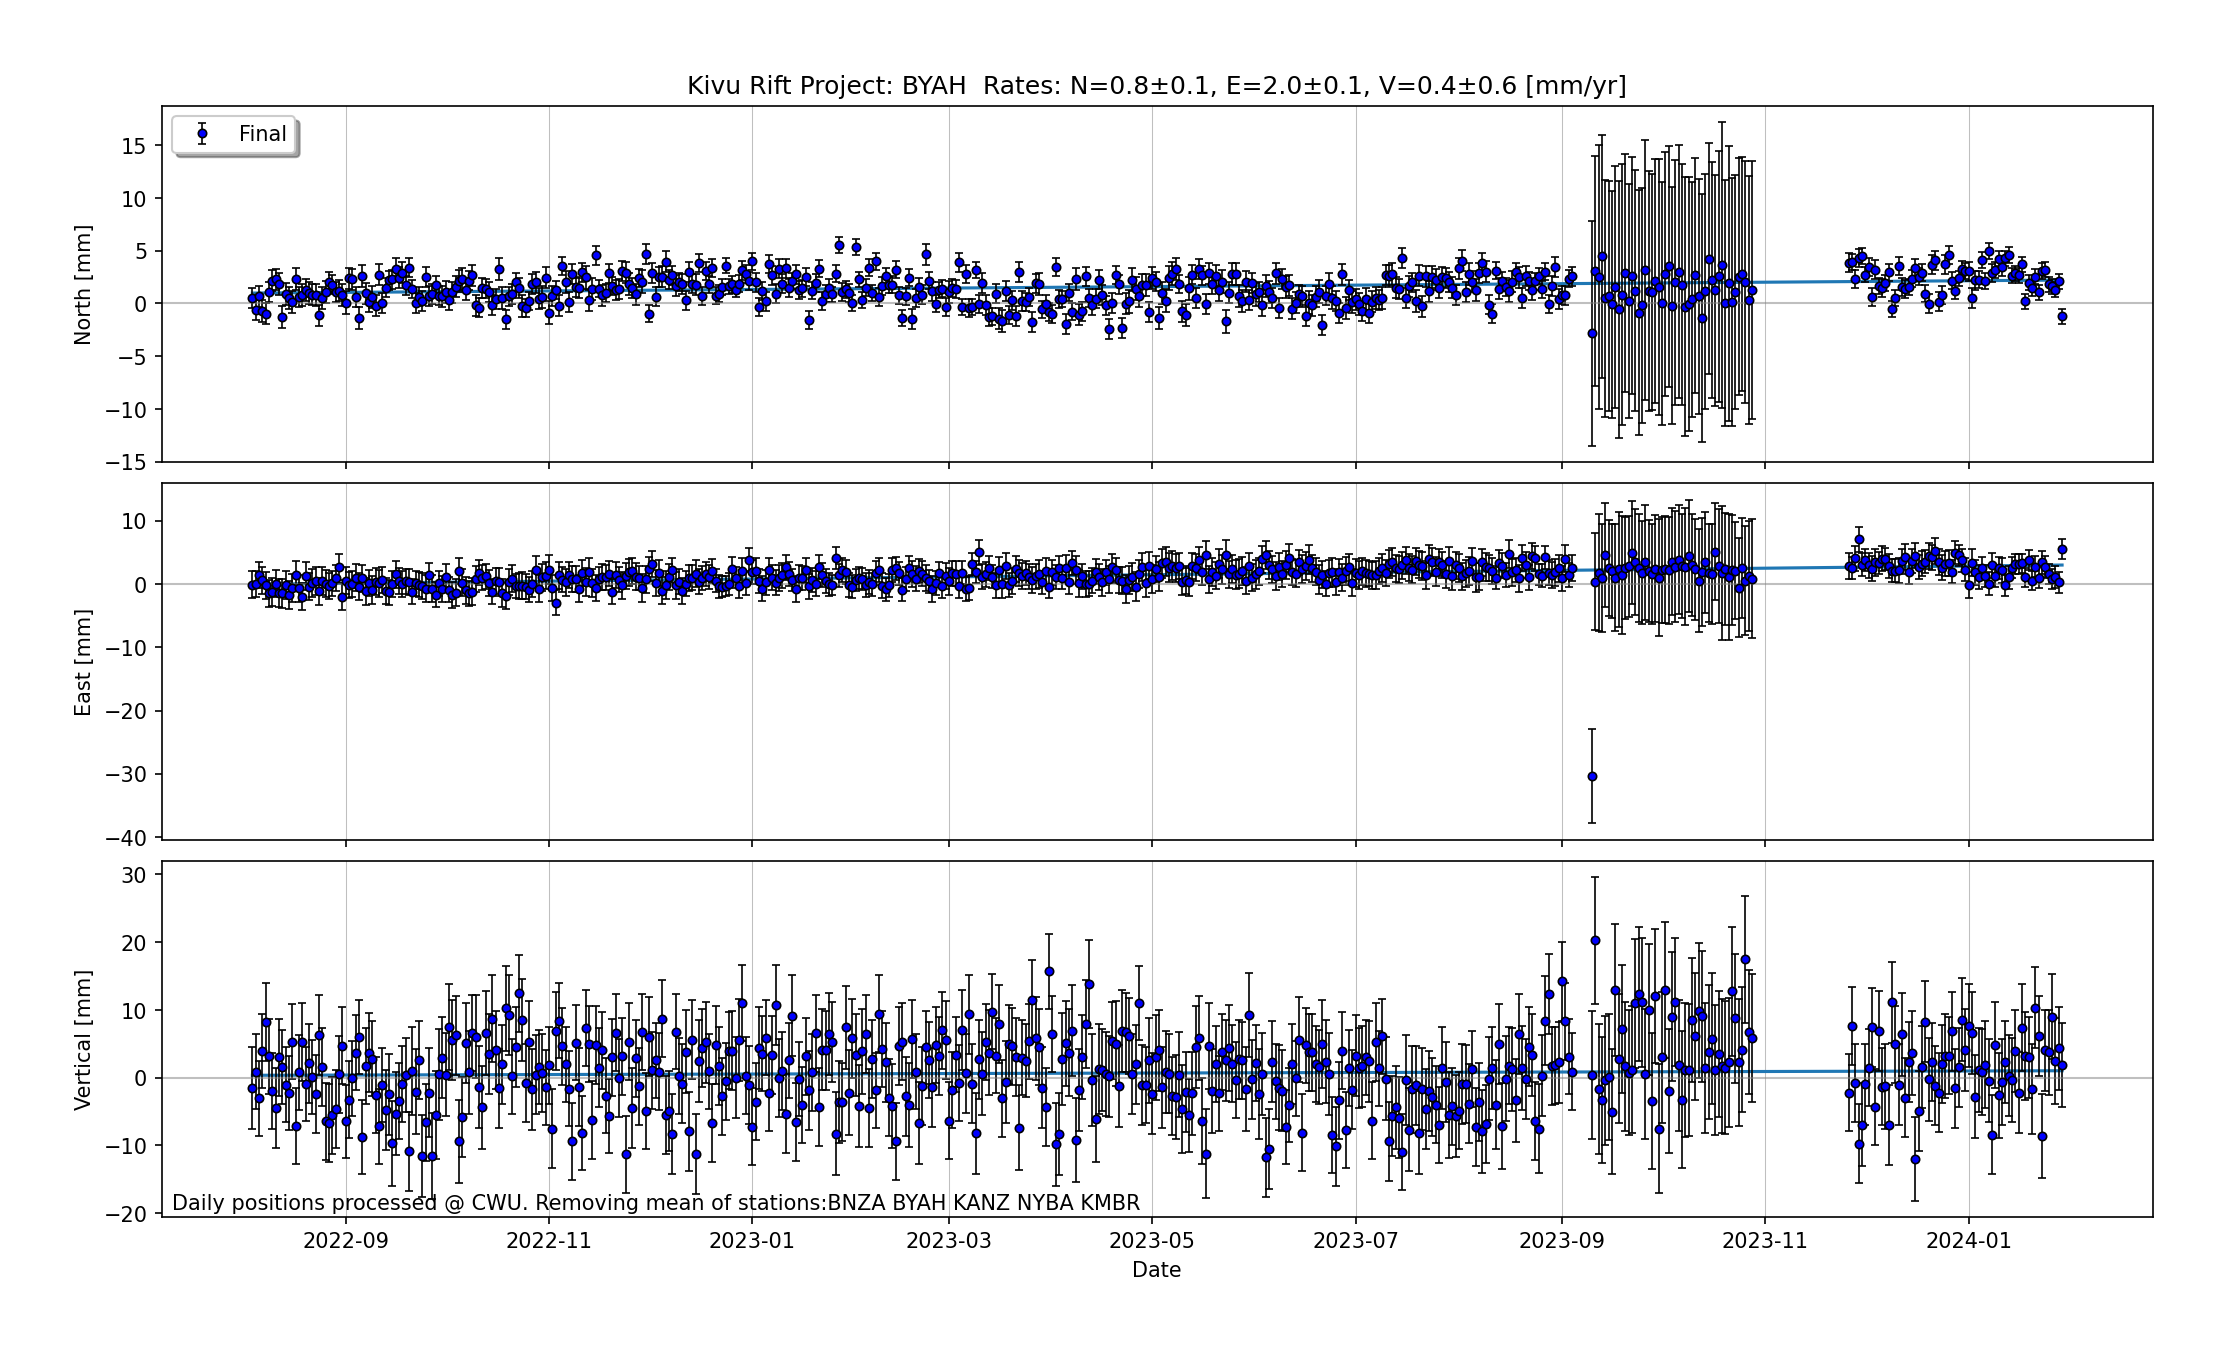 Kivu Rift Project: BYAH  Rates: N=0.8±0.1, E=2.0±0.1, V=0.4±0.6 [mm/yr]
Final
North [mm]
15
10
5
0
−5
−10
−15
East [mm]
10
0
−10
−20
−30
−40
Vertical [mm]
30
20
10
0
−10
−20
Daily positions processed @ CWU. Removing mean of stations:BNZA BYAH KANZ NYBA KMBR
2022-09 2022-11 2023-01 2023-03 2023-05 2023-07 2023-09 2023-11 2024-01
Date